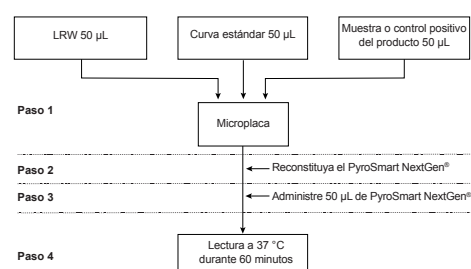 LRW 50 µL
Curva estándar 50 µL
Muestra o control positivo
del producto 50 µL
Paso 1
Microplaca
Paso 2
Reconstituya el PyroSmart NextGen®
Paso 3
Administre 50 µL de PyroSmart NextGen®
Paso 4
Lectura a 37 °C
durante 60 minutos